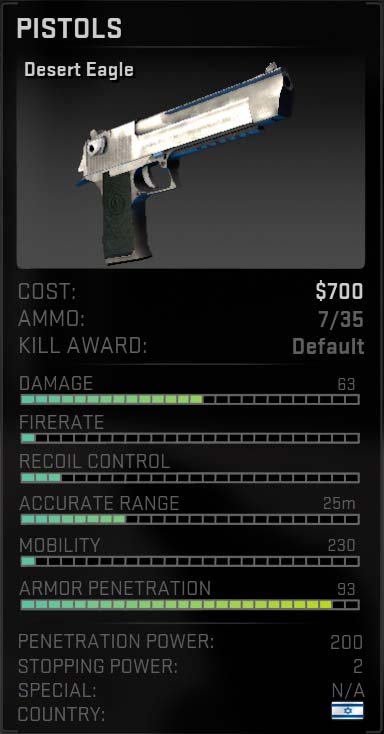 PISTOLS
Desert Eagle
COST: $700
AMMO: 7/35
KILL AWARD: Default
DAMAGE 63
FIRERATE
RECOIL CONTROL
ACCURATE RANGE 25m
MOBILITY 230
ARMOR PENETRATION 93
PENETRATION POWER: 200
STOPPING POWER: 2
SPECIAL: N/A
COUNTRY: